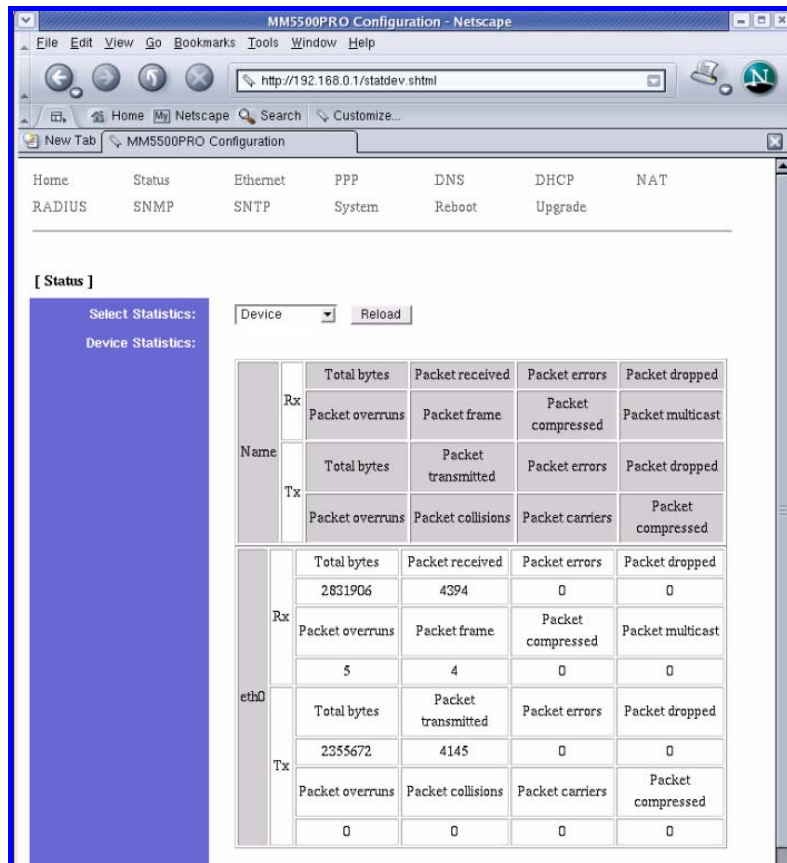 MM5500PRO Configuration - Netscape
File Edit View Go Bookmarks Tools Window Help
http://192.168.0.1/statdev.shtml
N
Home My Netscape Search Customize...
New Tab MM5500PRO Configuration
Home Status Ethernet PPP DNS DHCP NAT
RADIUS SNMP SNTP System Reboot Upgrade
[ Status ]
Select Statistics: Device Reload
Device Statistics:
Name
Rx
Total bytes Packet received Packet errors Packet dropped
Packet overruns Packet frame Packet compressed Packet multicast
Tx
Total bytes Packet transmitted Packet errors Packet dropped
Packet overruns Packet collisions Packet carriers Packet compressed
eth0
Rx
Total bytes Packet received Packet errors Packet dropped
2831906 4394 0 0
Packet overruns Packet frame Packet compressed Packet multicast
5 4 0 0
Tx
Total bytes Packet transmitted Packet errors Packet dropped
2355672 4145 0 0
Packet overruns Packet collisions Packet carriers Packet compressed
0 0 0 0